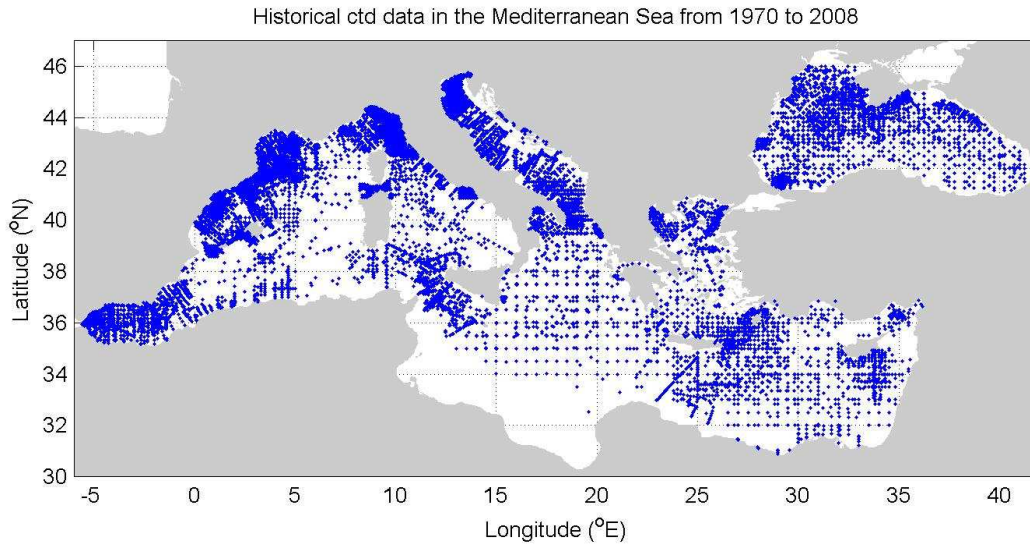 Historical ctd data in the Mediterranean Sea from 1970 to 2008
46
44
42
40
38
36
34
32
30
Latitude (°N)
-5 0 5 10 15 20 25 30 35 40
Longitude (°E)